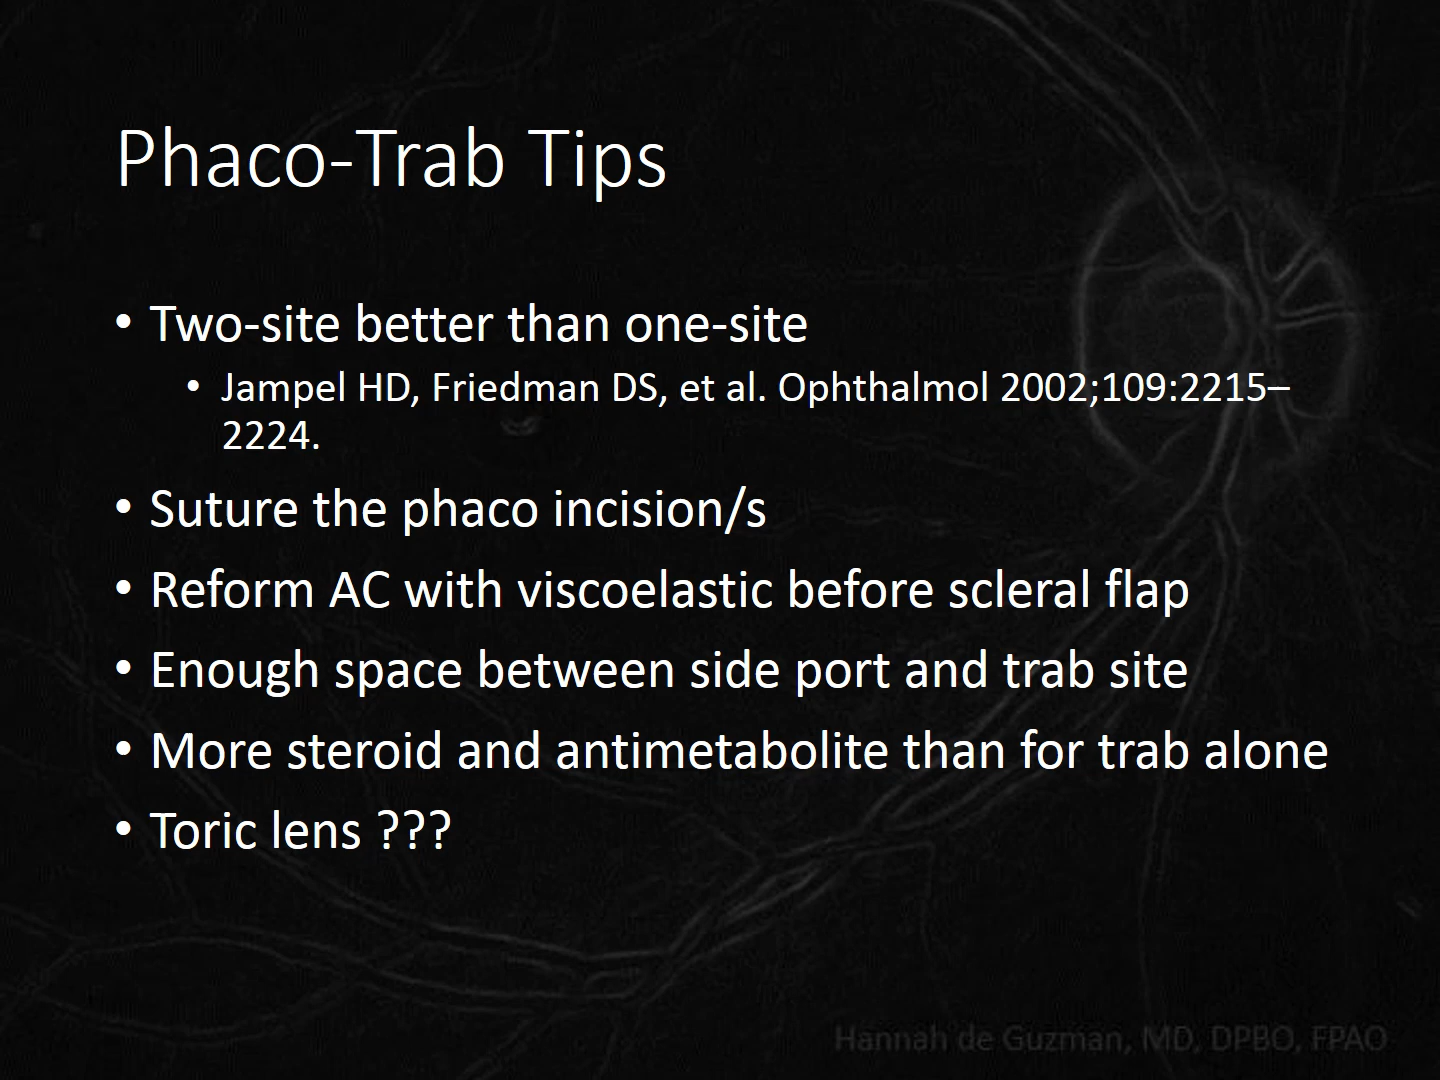 Phaco-Trab Tips
• Two-site better than one-site
• Jampel HD, Friedman DS, et al. Ophthalmol 2002;109:2215–
2224.
• Suture the phaco incision/s
• Reform AC with viscoelastic before scleral flap
• Enough space between side port and trab site
• More steroid and antimetabolite than for trab alone
• Toric lens ???
Hannah de Guzman, MD, DPBO, FPAO